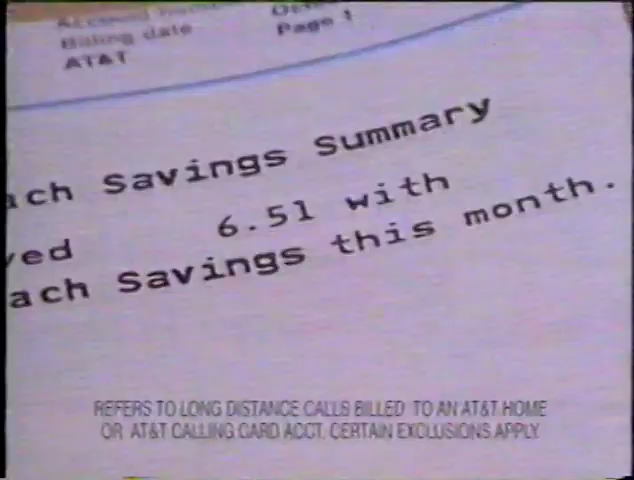 Billing date
AT&T
Page 1
ach Savings Summary
ved 6.51 with
ach Savings this month.
REFERS TO LONG DISTANCE CALLS BILLED TO AN AT&T HOME
OR AT&T CALLING CARD ACCT. CERTAIN EXCLUSIONS APPLY.